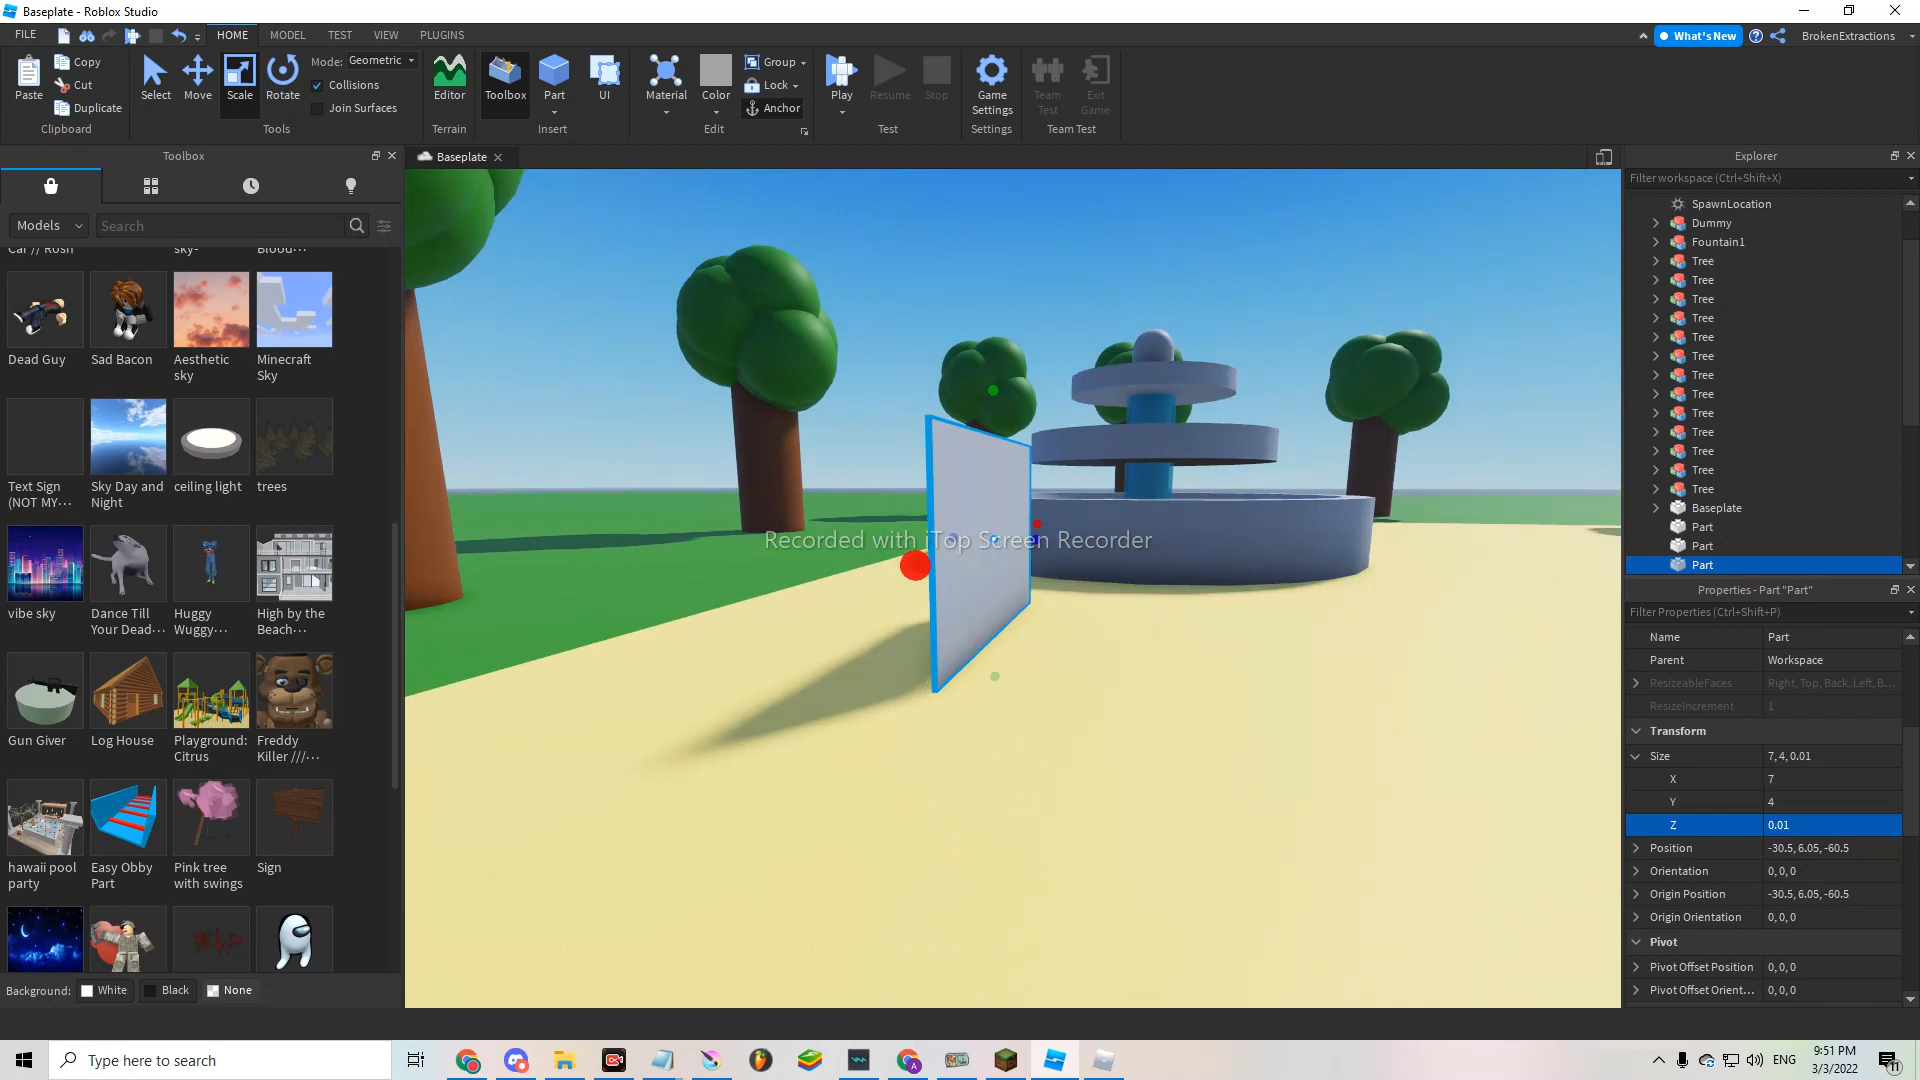 Baseplate - Roblox Studio
FILE HOME MODEL TEST VIEW PLUGINS What's New BrokenExtractions
Paste Copy Cut Duplicate Clipboard
Select Move Scale Rotate Tools
Mode: Geometric
Collisions
Join Surfaces
Editor Terrain
Toolbox Part UI Insert
Material Color Group Lock Anchor Edit
Play Resume Stop Test
Game Settings Settings
Team Test Exit Game Team Test
Toolbox
Baseplate
Models Search
Car // Rosh sky- Blood···
Dead Guy Sad Bacon Aesthetic sky Minecraft Sky
Text Sign (NOT MY··· Sky Day and Night ceiling light trees
vibe sky Dance Till Your Dead··· Huggy Wuggy··· High by the Beach···
Gun Giver Log House Playground: Citrus Freddy Killer ///···
hawaii pool party Easy Obby Part Pink tree with swings Sign
HELP
Background: White Black None
Recorded with iTop Screen Recorder
Explorer
Filter workspace (Ctrl+Shift+X)
SpawnLocation
Dummy
Fountain1
Tree
Tree
Tree
Tree
Tree
Tree
Tree
Tree
Tree
Tree
Tree
Tree
Tree
Baseplate
Part
Part
Part
Properties - Part "Part"
Filter Properties (Ctrl+Shift+P)
Name Part
Parent Workspace
ResizeableFaces Right, Top, Back, Left, B...
ResizeIncrement 1
Transform
Size 7, 4, 0.01
X 7
Y 4
Z 0.01
Position -30.5, 6.05, -60.5
Orientation 0, 0, 0
Origin Position -30.5, 6.05, -60.5
Origin Orientation 0, 0, 0
Pivot
Pivot Offset Position 0, 0, 0
Pivot Offset Orient... 0, 0, 0
Type here to search
ENG
9:51 PM
3/3/2022
11